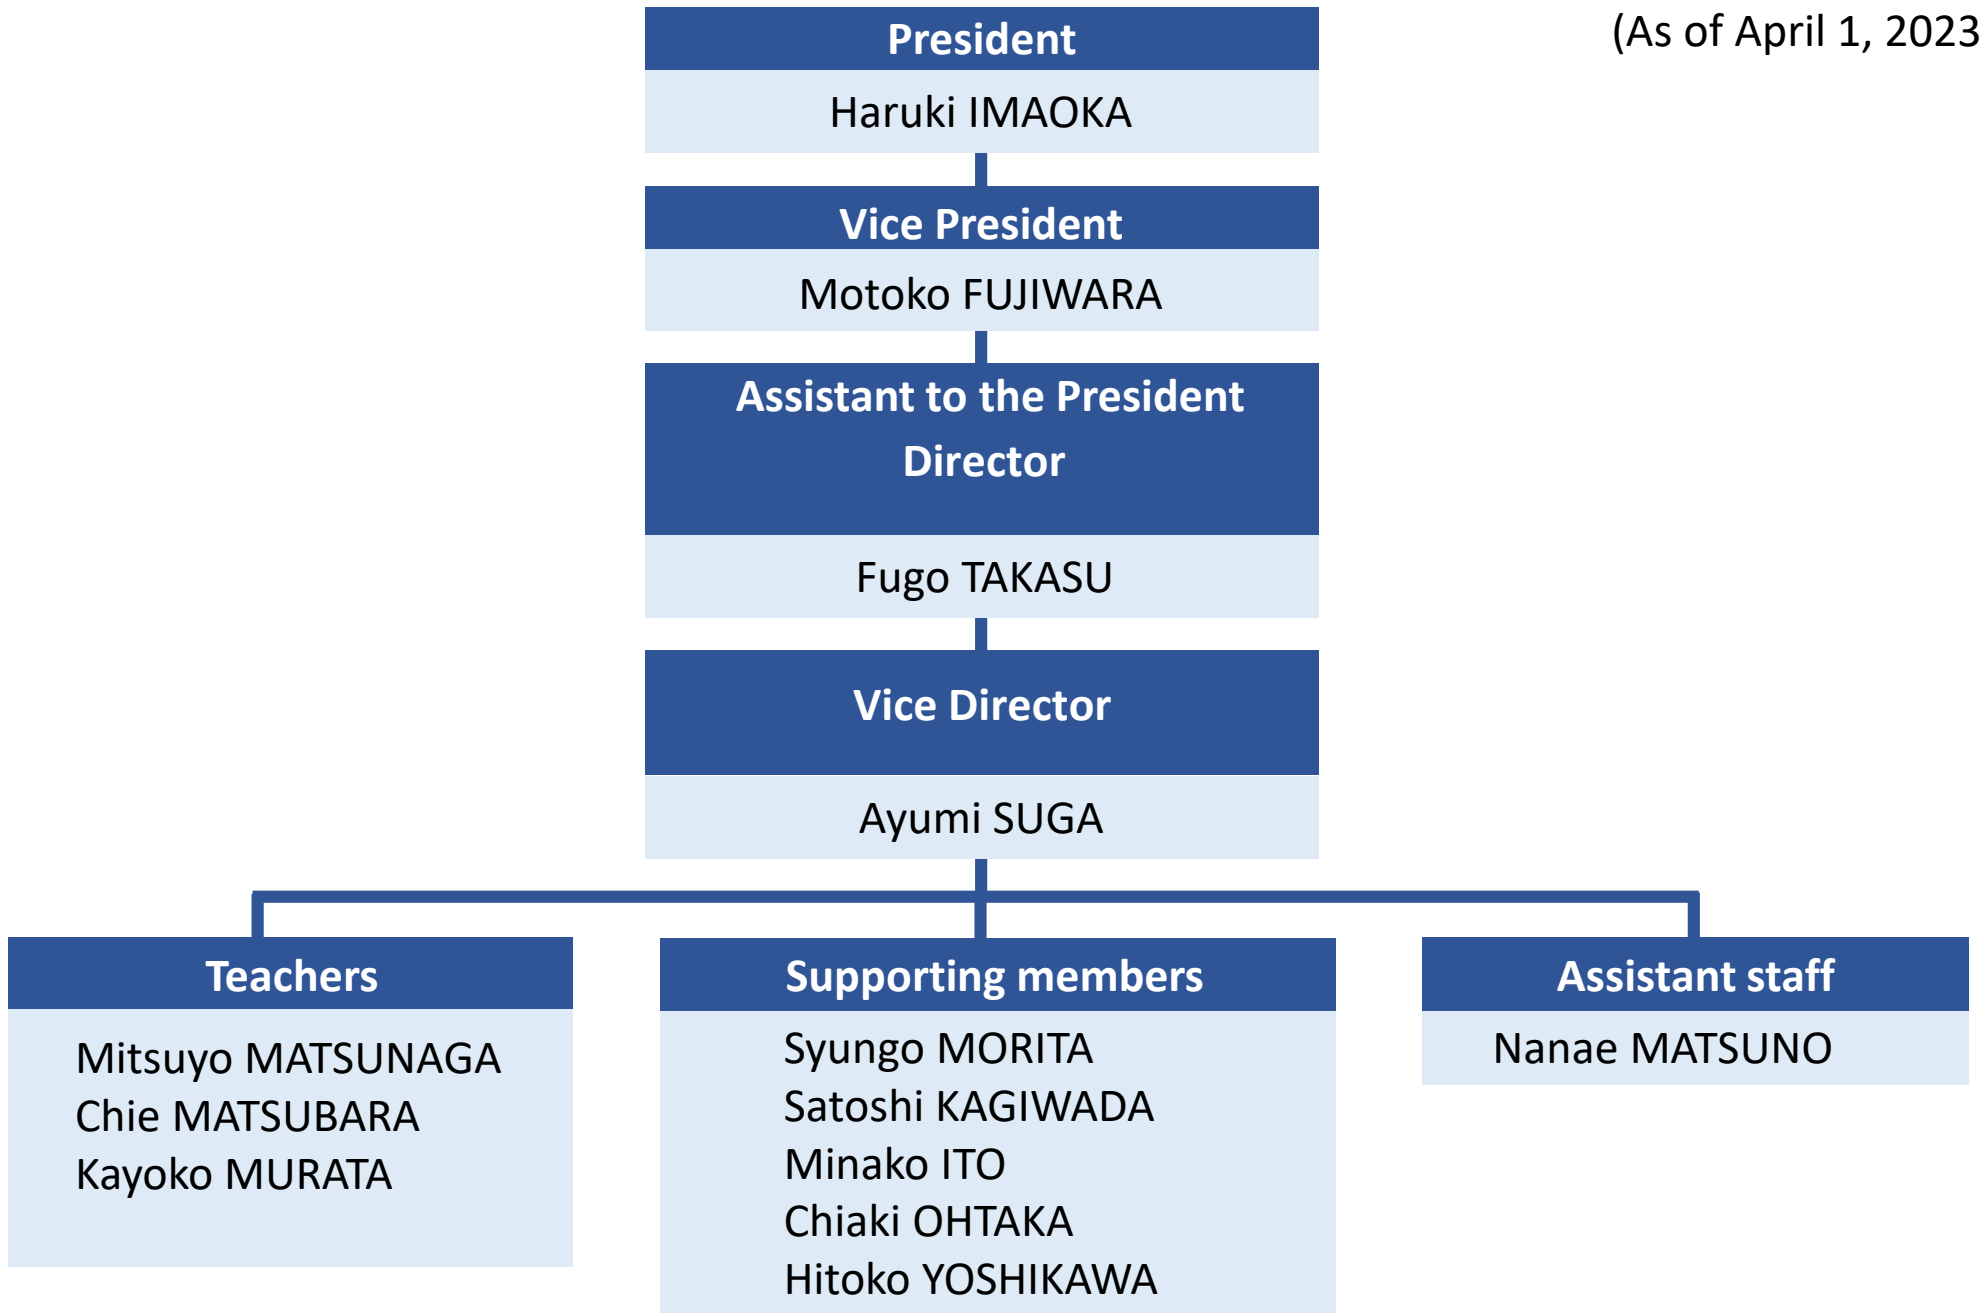 (As of April 1, 2023
President
Haruki IMAOKA
Vice President
Motoko FUJIWARA
Assistant to the President
Director
Fugo TAKASU
Vice Director
Ayumi SUGA
Teachers
Mitsuyo MATSUNAGA
Chie MATSUBARA
Kayoko MURATA
Supporting members
Syungo MORITA
Satoshi KAGIWADA
Minako ITO
Chiaki OHTAKA
Hitoko YOSHIKAWA
Assistant staff
Nanae MATSUNO